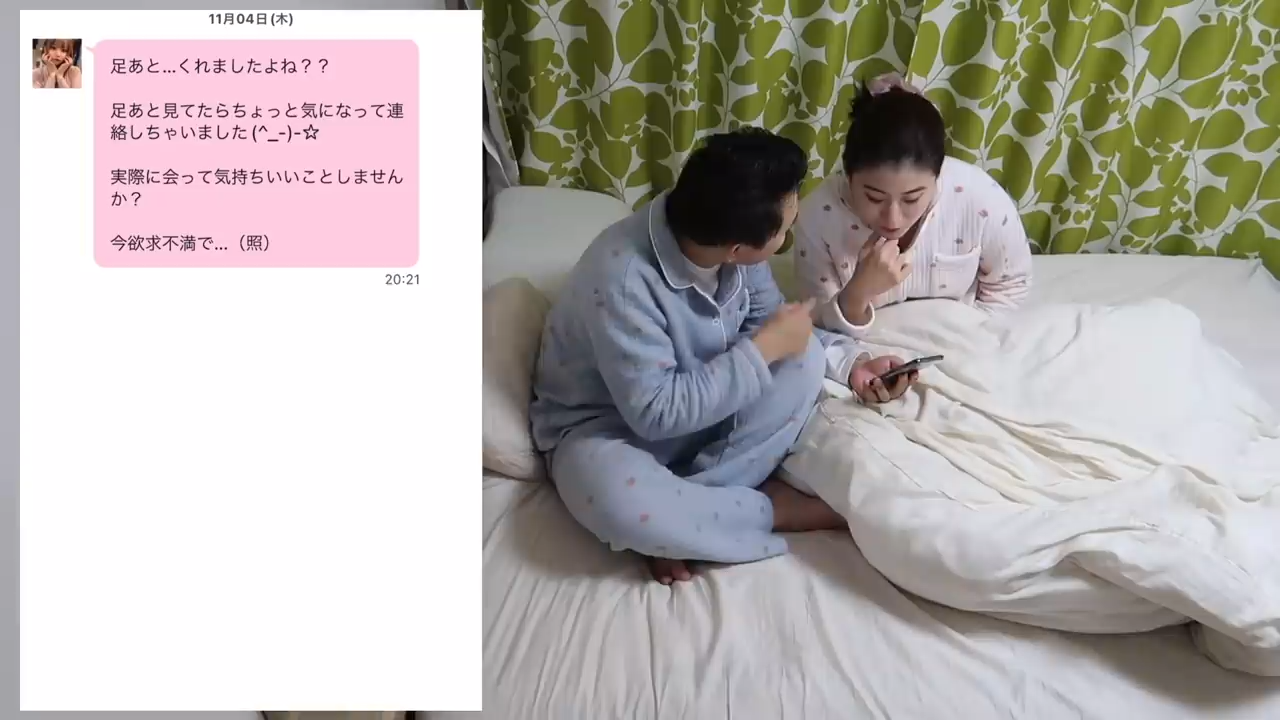 11月04日(木)
足あと...くれましたよね？？
足あと見てたらちょっと気になって連
絡しちゃいました(^_-)-☆
実際に会って気持ちいいことしません
か？
今欲求不満で...（照）
20:21